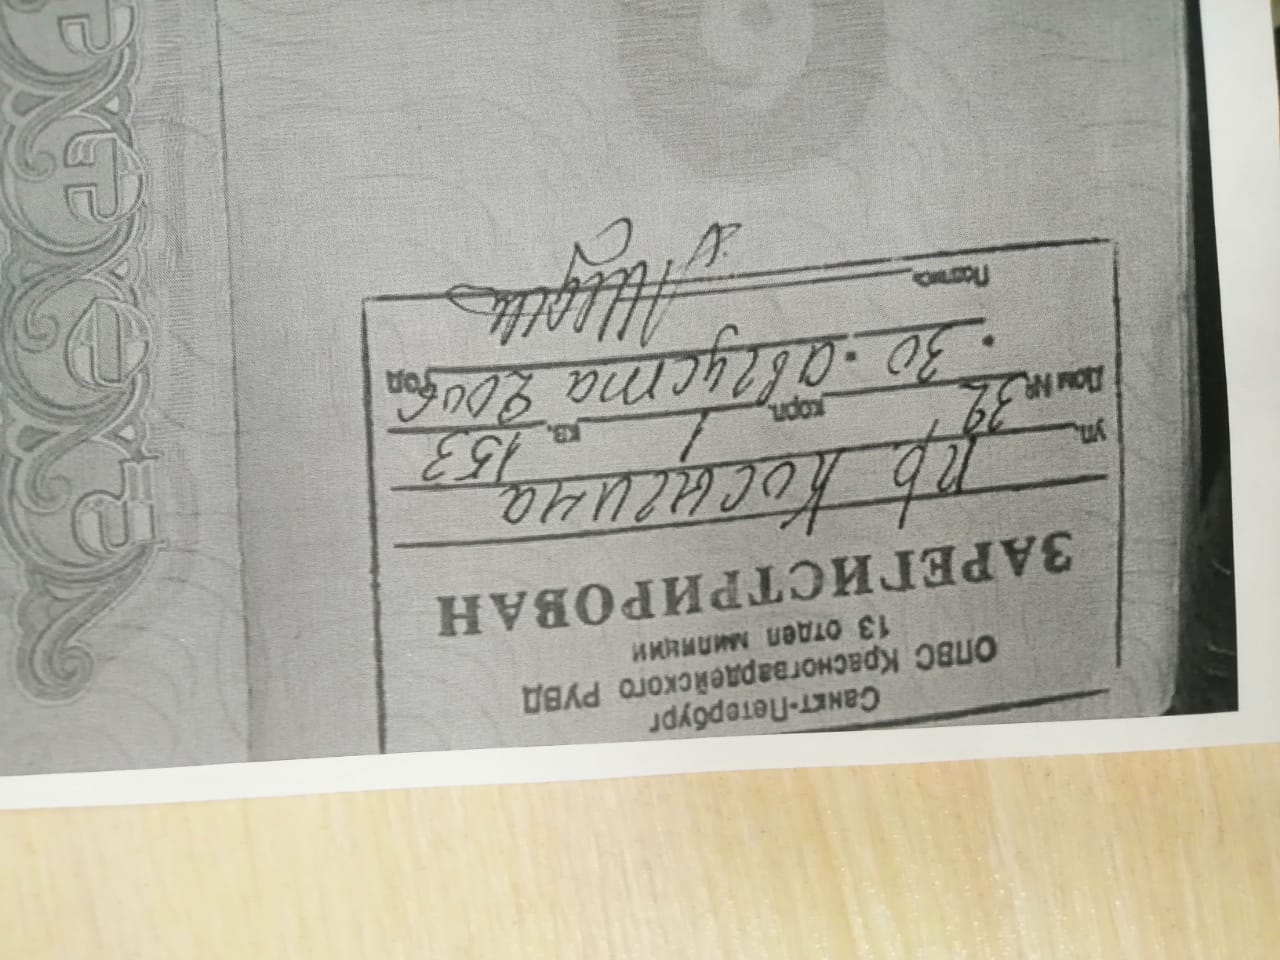 Санкт-Петербург
ОПВС Красногвардейского РУВД
13 отдел милиции
ЗАРЕГИСТРИРОВАН
ул. пр Косыгина
Дом № 32 корп. 1 кв. 153
30 августа 2006 год
Подпись